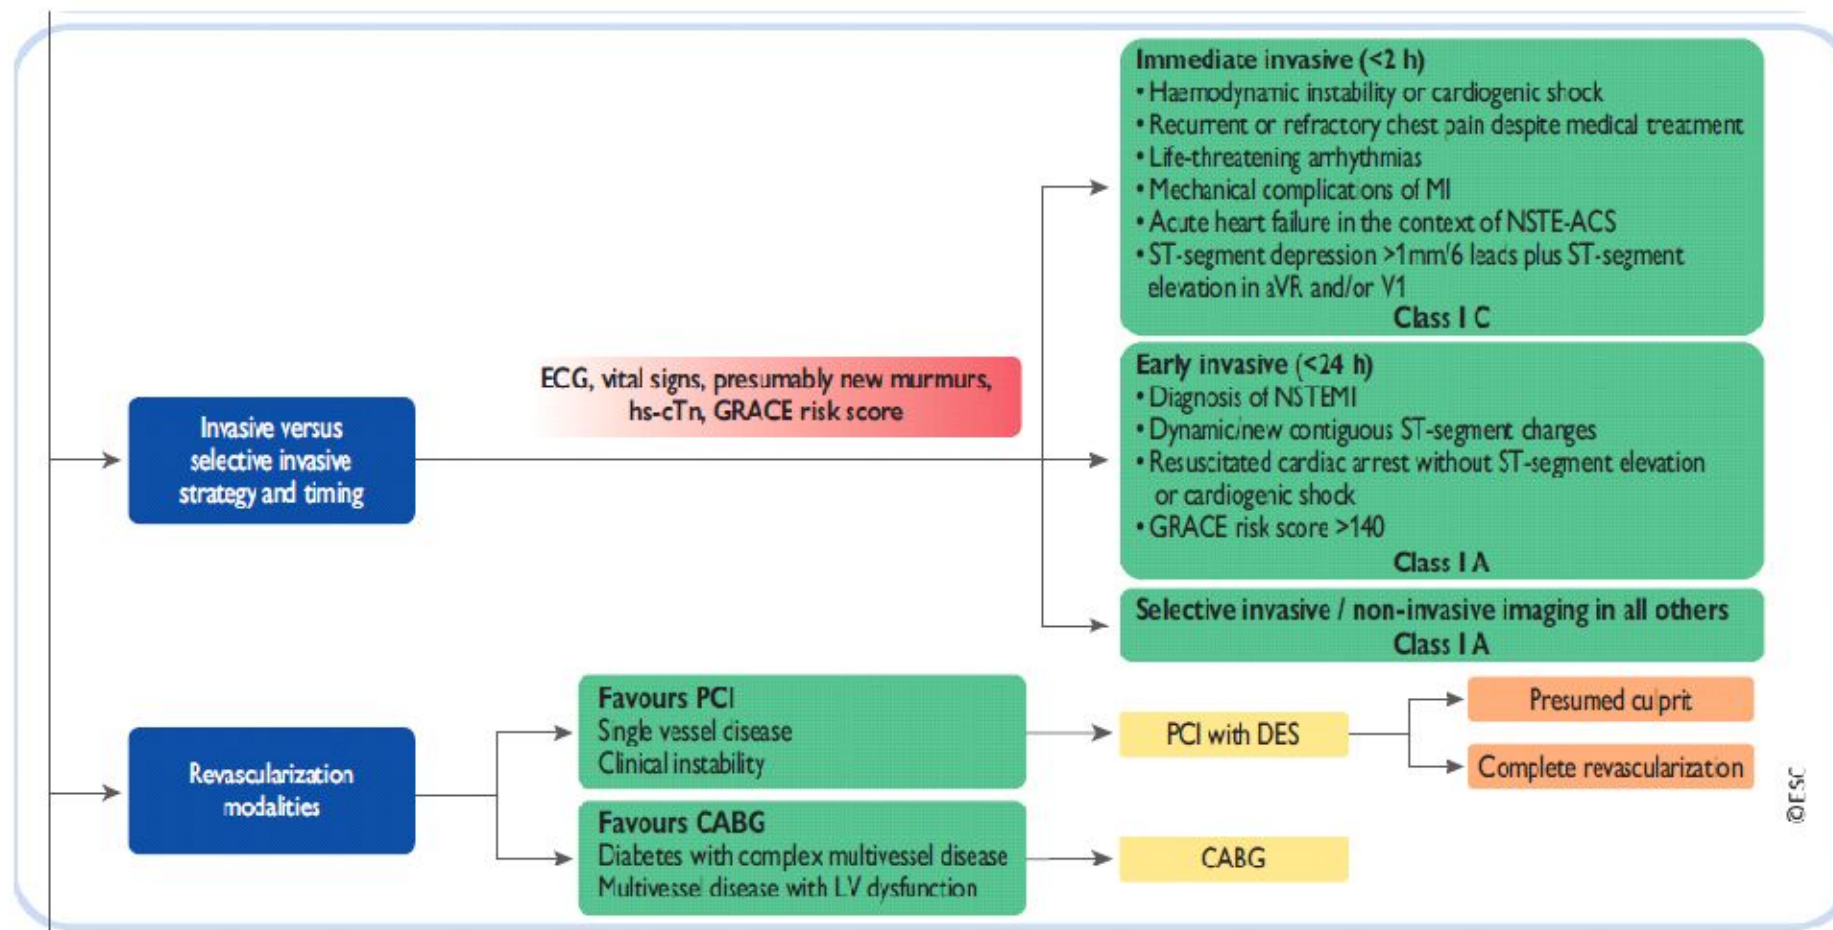 Immediate invasive (<2 h)
• Haemodynamic instability or cardiogenic shock
• Recurrent or refractory chest pain despite medical treatment
• Life-threatening arrhythmias
• Mechanical complications of MI
• Acute heart failure in the context of NSTE-ACS
• ST-segment depression >1mm/6 leads plus ST-segment
elevation in aVR and/or V1
Class I C
ECG, vital signs, presumably new murmurs,
hs-cTn, GRACE risk score
Invasive versus
selective invasive
strategy and timing
Early invasive (<24 h)
• Diagnosis of NSTEMI
• Dynamic/new contiguous ST-segment changes
• Resuscitated cardiac arrest without ST-segment elevation
or cardiogenic shock
• GRACE risk score >140
Class I A
Selective invasive / non-invasive imaging in all others
Class I A
Revascularization
modalities
Favours PCI
Single vessel disease
Clinical instability
PCI with DES
Presumed culprit
Complete revascularization
Favours CABG
Diabetes with complex multivessel disease
Multivessel disease with LV dysfunction
CABG
©ESC